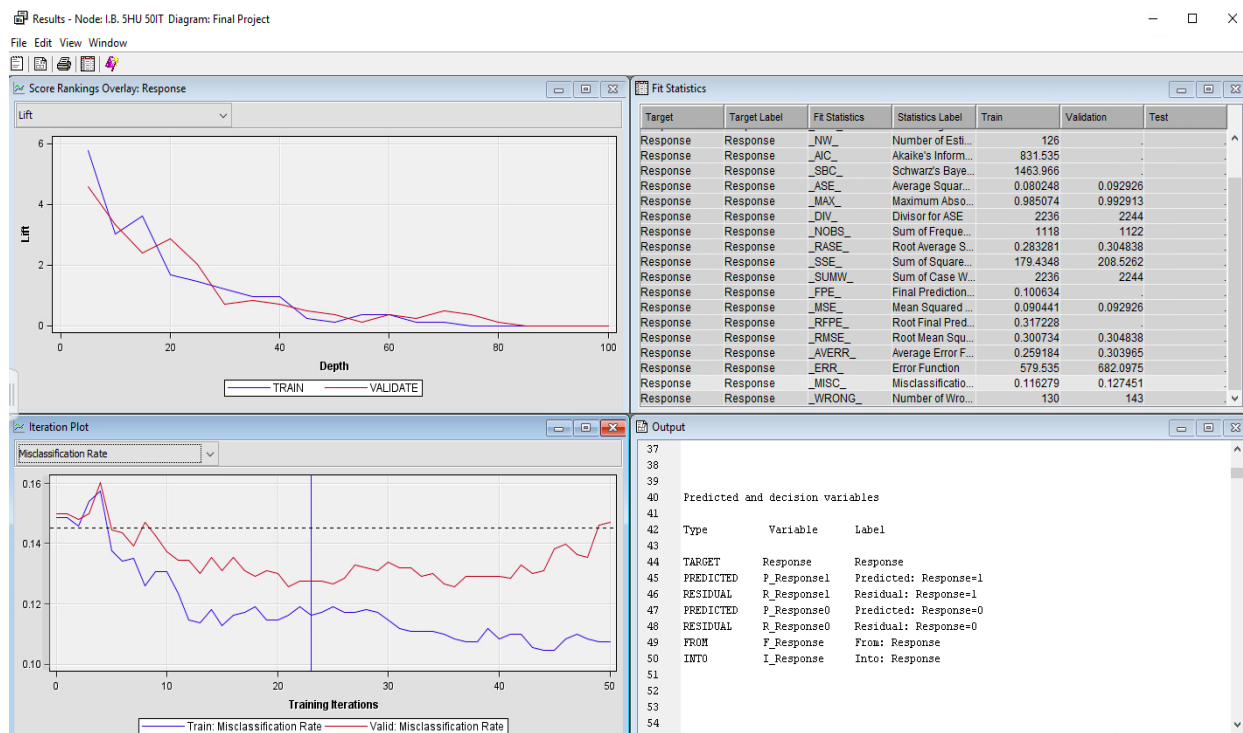 Results - Node: I.B. 5HU 50IT Diagram: Final Project
File Edit View Window
Score Rankings Overlay: Response
Lift
6
4
2
0
Lift
0 20 40 60 80 100
Depth
TRAIN VALIDATE
Fit Statistics
Target Target Label Fit Statistics Statistics Label Train Validation Test
Response Response _NW_ Number of Esti... 126 .
Response Response _AIC_ Akaike's Inform... 831.535 .
Response Response _SBC_ Schwarz's Baye... 1463.966 .
Response Response _ASE_ Average Squar... 0.080248 0.092926 .
Response Response _MAX_ Maximum Abso... 0.985074 0.992913 .
Response Response _DIV_ Divisor for ASE 2236 2244 .
Response Response _NOBS_ Sum of Freque... 1118 1122 .
Response Response _RASE_ Root Average S... 0.283281 0.304838 .
Response Response _SSE_ Sum of Square... 179.4348 208.5262 .
Response Response _SUMW_ Sum of Case W... 2236 2244 .
Response Response _FPE_ Final Prediction... 0.100634 .
Response Response _MSE_ Mean Squared ... 0.090441 0.092926 .
Response Response _RFPE_ Root Final Pred... 0.317228 .
Response Response _RMSE_ Root Mean Squ... 0.300734 0.304838 .
Response Response _AVERR_ Average Error F... 0.259184 0.303965 .
Response Response _ERR_ Error Function 579.535 682.0975 .
Response Response _MISC_ Misclassificatio... 0.116279 0.127451 .
Response Response _WRONG_ Number of Wro... 130 143 .
Iteration Plot
Misclassification Rate
0.16
0.14
0.12
0.10
0 10 20 30 40 50
Training Iterations
Train: Misclassification Rate Valid: Misclassification Rate
Output
37
38
39
40 Predicted and decision variables
41
42 Type Variable Label
43
44 TARGET Response Response
45 PREDICTED P_Response1 Predicted: Response=1
46 RESIDUAL R_Response1 Residual: Response=1
47 PREDICTED P_Response0 Predicted: Response=0
48 RESIDUAL R_Response0 Residual: Response=0
49 FROM F_Response From: Response
50 INTO I_Response Into: Response
51
52
53
54